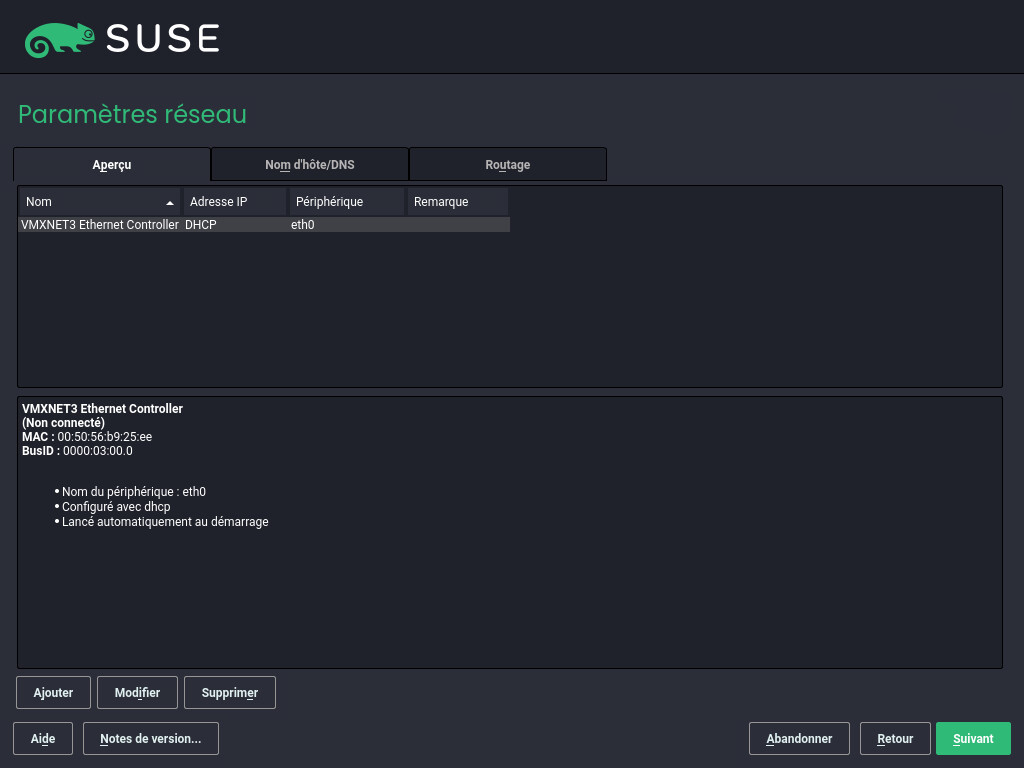 SUSE
Paramètres réseau
Aperçu Nom d'hôte/DNS Routage
Nom Adresse IP Périphérique Remarque
VMXNET3 Ethernet Controller DHCP eth0
VMXNET3 Ethernet Controller
(Non connecté)
MAC : 00:50:56:b9:25:ee
BusID : 0000:03:00.0
• Nom du périphérique : eth0
• Configuré avec dhcp
• Lancé automatiquement au démarrage
Ajouter Modifier Supprimer
Aide Notes de version... Abandonner Retour Suivant